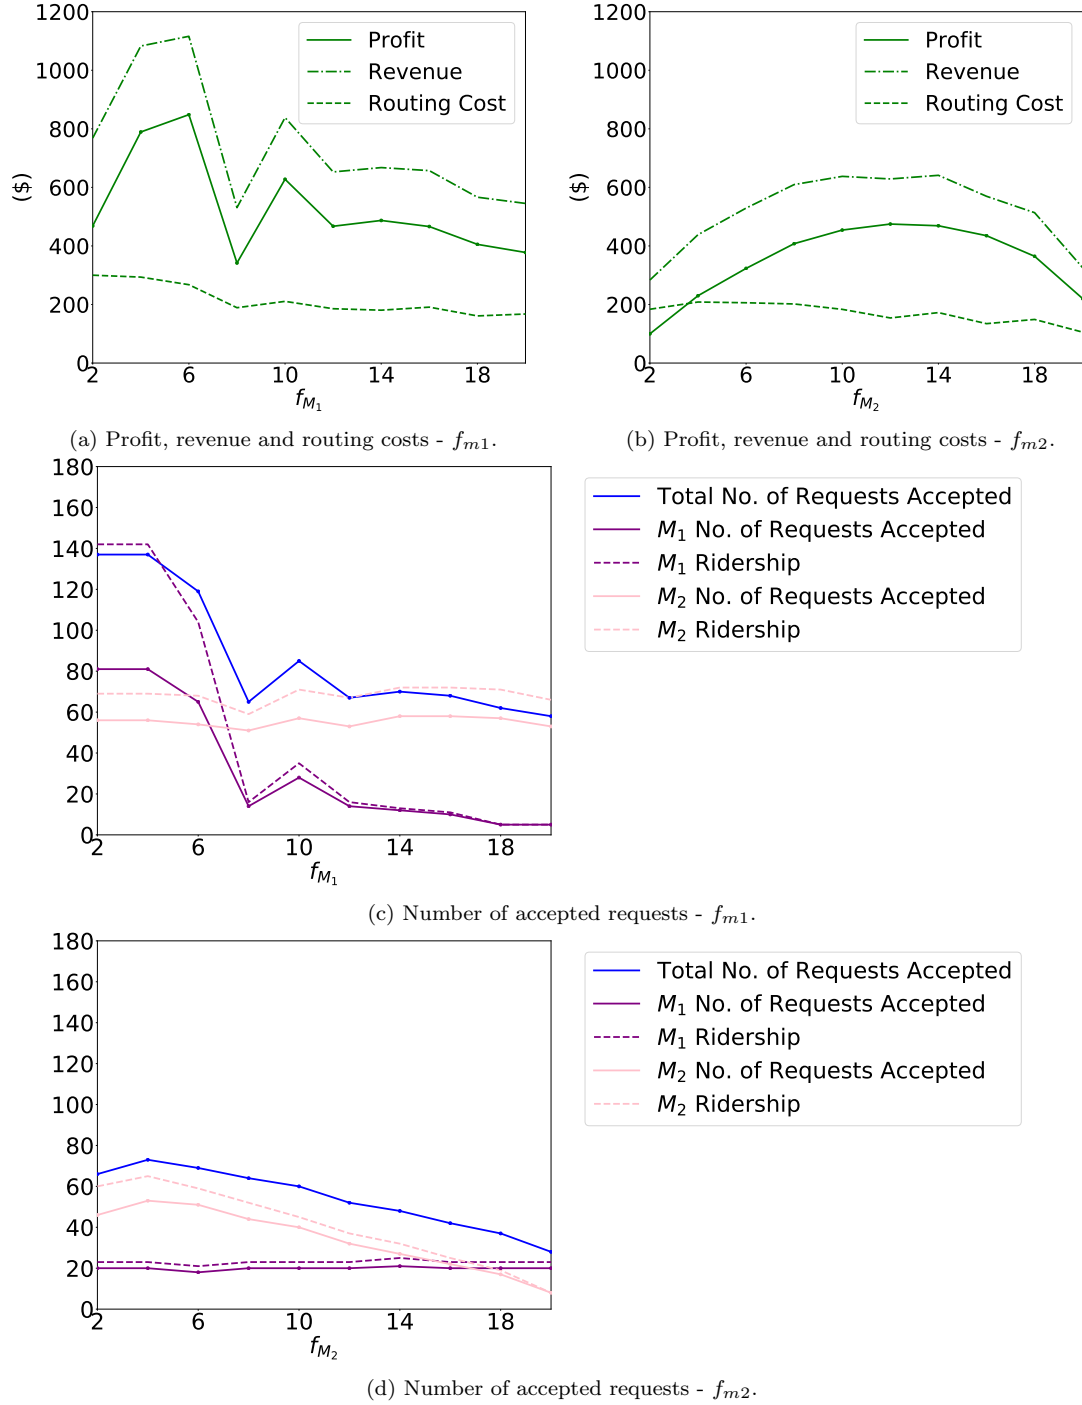 1200
1000
800
600
400
200
0
($)
Profit
Revenue
Routing Cost
2 6 10 14 18
f_{M_1}
(a) Profit, revenue and routing costs - f_{m1}.
1200
1000
800
600
400
200
0
($)
Profit
Revenue
Routing Cost
2 6 10 14 18
f_{M_2}
(b) Profit, revenue and routing costs - f_{m2}.
180
160
140
120
100
80
60
40
20
0
2 6 10 14 18
f_{M_1}
Total No. of Requests Accepted
M_1 No. of Requests Accepted
M_1 Ridership
M_2 No. of Requests Accepted
M_2 Ridership
(c) Number of accepted requests - f_{m1}.
180
160
140
120
100
80
60
40
20
0
2 6 10 14 18
f_{M_2}
Total No. of Requests Accepted
M_1 No. of Requests Accepted
M_1 Ridership
M_2 No. of Requests Accepted
M_2 Ridership
(d) Number of accepted requests - f_{m2}.